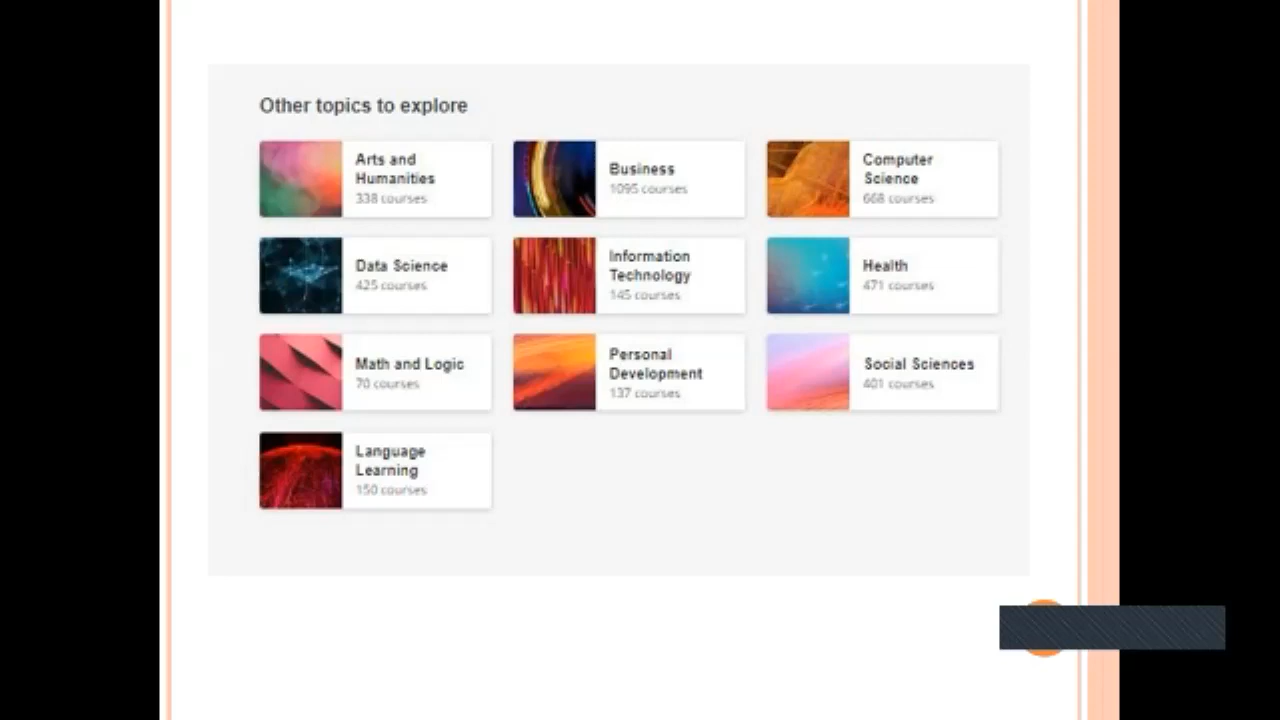 Other topics to explore
Arts and
Humanities
338 courses
Business
1095 courses
Computer
Science
668 courses
Data Science
425 courses
Information
Technology
145 courses
Health
471 courses
Math and Logic
70 courses
Personal
Development
137 courses
Social Sciences
401 courses
Language
Learning
150 courses